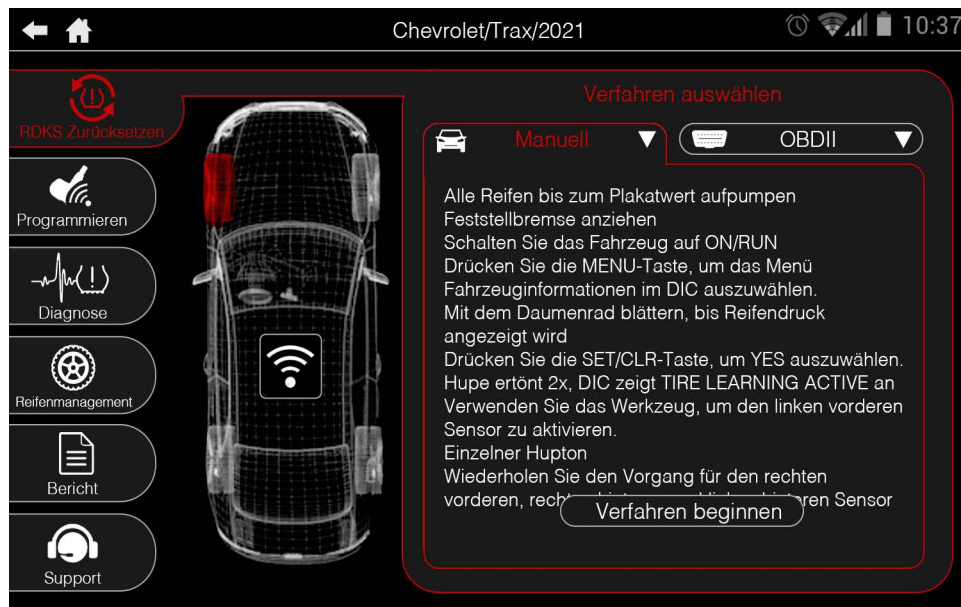 Chevrolet/Trax/2021
10:37
RDKS Zurücksetzen
Programmieren
Diagnose
Reifenmanagement
Bericht
Support
Verfahren auswählen
Manuell
OBDII
Alle Reifen bis zum Plakatwert aufpumpen
Feststellbremse anziehen
Schalten Sie das Fahrzeug auf ON/RUN
Drücken Sie die MENU-Taste, um das Menü
Fahrzeuginformationen im DIC auszuwählen.
Mit dem Daumenrad blättern, bis Reifendruck
angezeigt wird
Drücken Sie die SET/CLR-Taste, um YES auszuwählen.
Hupe ertönt 2x, DIC zeigt TIRE LEARNING ACTIVE an
Verwenden Sie das Werkzeug, um den linken vorderen
Sensor zu aktivieren.
Einzelner Hupton
Wiederholen Sie den Vorgang für den rechten
vorderen, Sensor
Verfahren beginnen